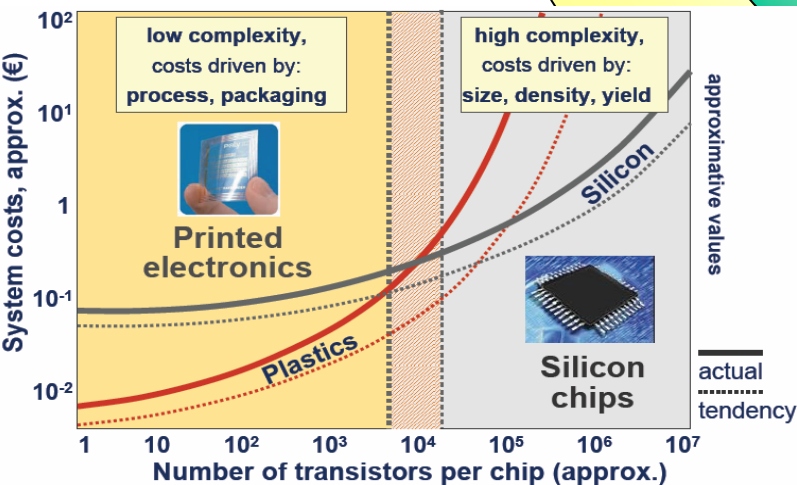 low complexity,
costs driven by:
process, packaging
high complexity,
costs driven by:
size, density, yield
System costs, approx. (€)
10²
10¹
1
10⁻¹
10⁻²
Printed
electronics
Plastics
Silicon
Silicon
chips
approximative values
actual
tendency
1
10
10²
10³
10⁴
10⁵
10⁶
10⁷
Number of transistors per chip (approx.)